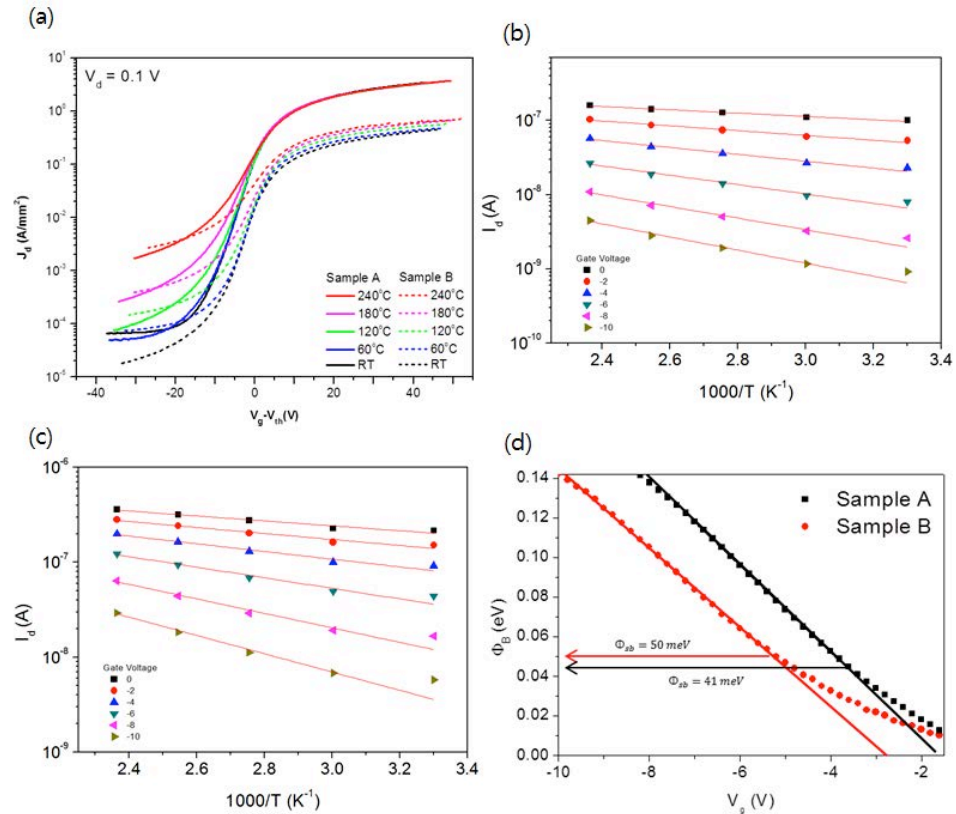 (a)
V_d = 0.1 V
J_d (A/mm²)
10¹
10⁰
10⁻¹
10⁻²
10⁻³
10⁻⁴
10⁻⁵
Sample A Sample B
240°C 240°C
180°C 180°C
120°C 120°C
60°C 60°C
RT RT
-40 -20 0 20 40
V_g-V_th(V)
(b)
I_d (A)
10⁻⁷
10⁻⁸
10⁻⁹
10⁻¹⁰
Gate Voltage
0
-2
-4
-6
-8
-10
2.4 2.6 2.8 3.0 3.2 3.4
1000/T (K⁻¹)
(c)
I_d (A)
10⁻⁶
10⁻⁷
10⁻⁸
10⁻⁹
Gate Voltage
0
-2
-4
-6
-8
-10
2.4 2.6 2.8 3.0 3.2 3.4
1000/T (K⁻¹)
(d)
Φ_B (eV)
0.14
0.12
0.10
0.08
0.06
0.04
0.02
0.00
Sample A
Sample B
Φ_sb = 50 meV
Φ_sb = 41 meV
-10 -8 -6 -4 -2
V_g (V)